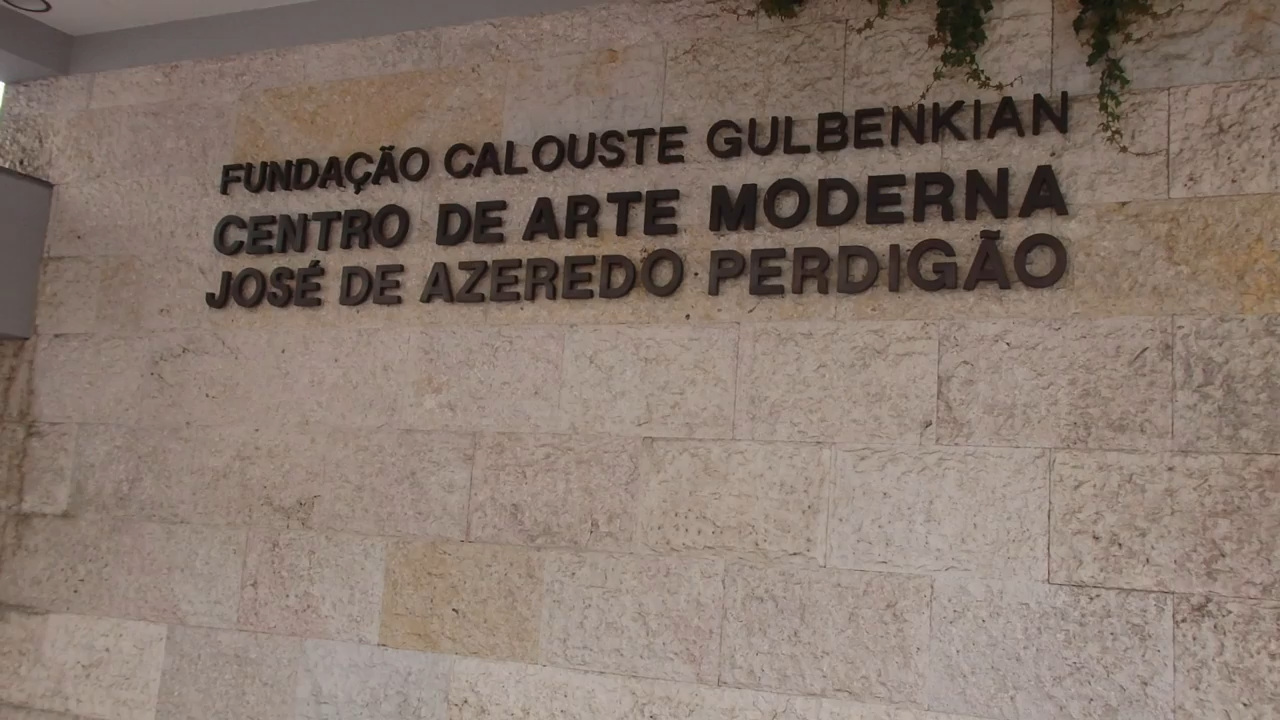 FUNDAÇÃO CALOUSTE GULBENKIAN
CENTRO DE ARTE MODERNA
JOSÉ DE AZEREDO PERDIGÃO